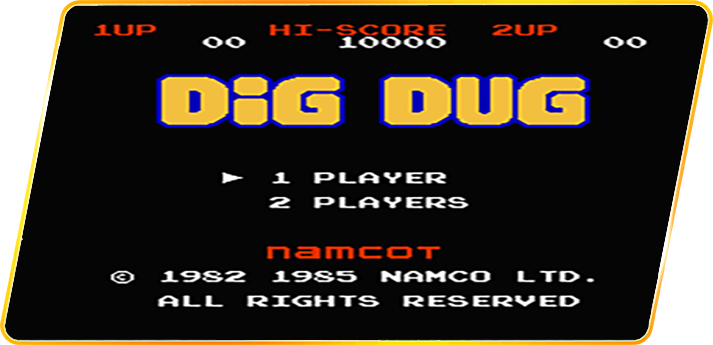 1UP HI-SCORE 2UP
00 10000 00
DiG DUG
► 1 PLAYER
2 PLAYERS
namcot
© 1982 1985 NAMCO LTD.
ALL RIGHTS RESERVED